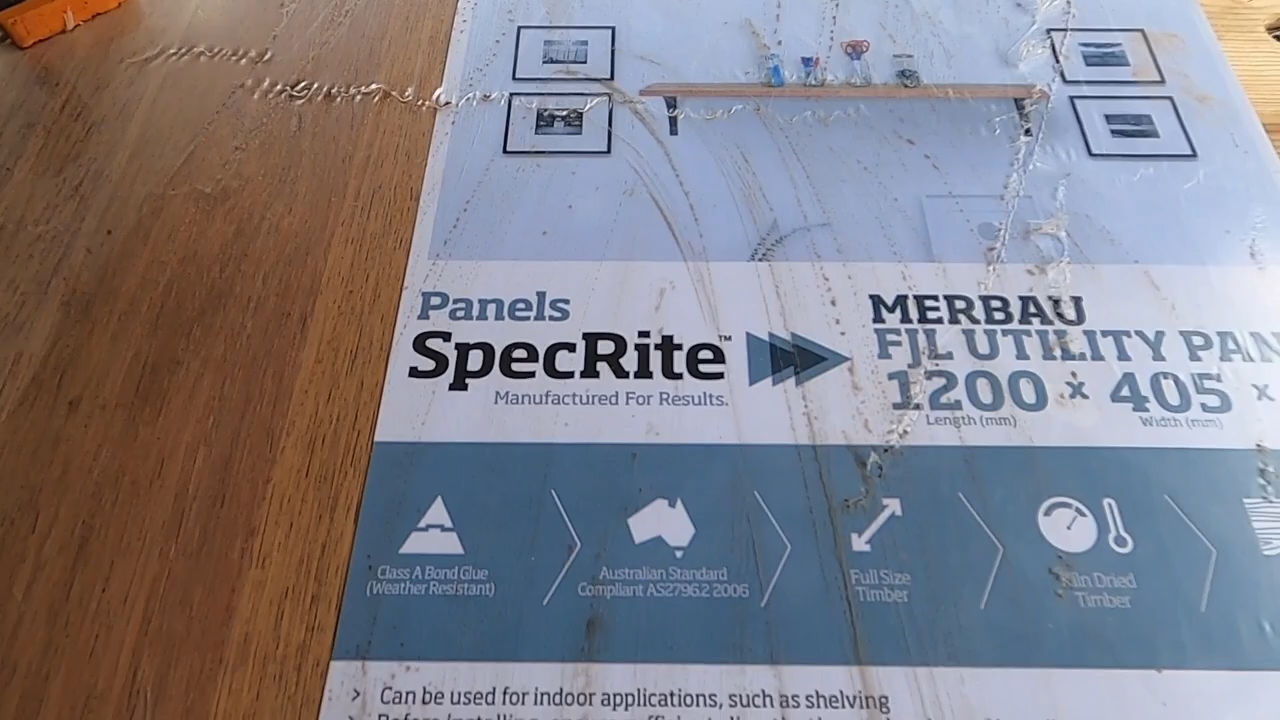 Panels
SpecRite™
Manufactured For Results.
MERBAU
FJL UTILITY
1200 x 405 x
Length (mm)
Width (mm)
Class A Bond Glue
(Weather Resistant)
Australian Standard
Compliant AS2796.2 2006
Full Size
Timber
Kiln Dried
Timber
> Can be used for indoor applications, such as shelving